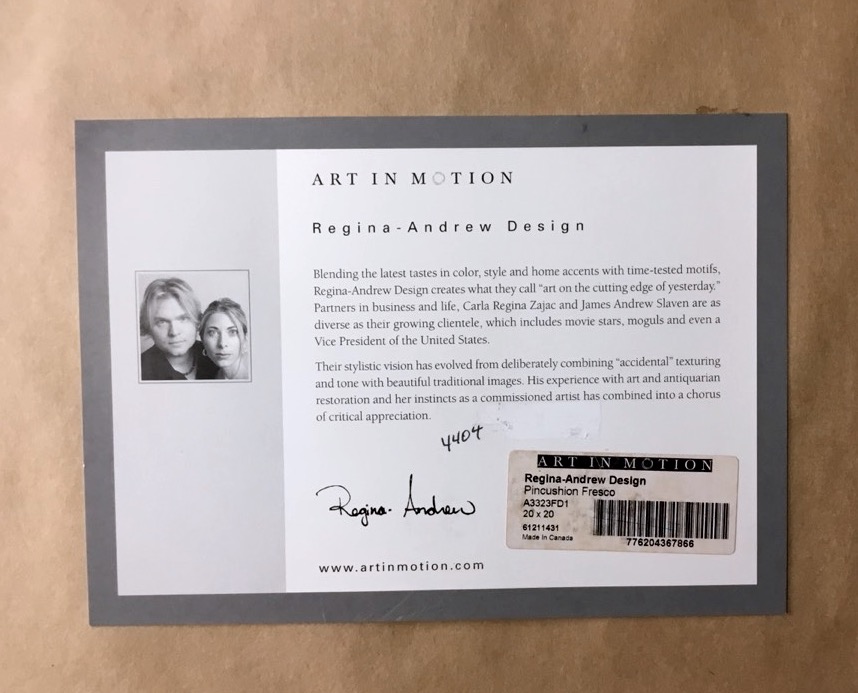 ART IN MOTION
Regina-Andrew Design
Blending the latest tastes in color, style and home accents with time-tested motifs,
Regina-Andrew Design creates what they call “art on the cutting edge of yesterday.”
Partners in business and life, Carla Regina Zajac and James Andrew Slaven are as
diverse as their growing clientele, which includes movie stars, moguls and even a
Vice President of the United States.
Their stylistic vision has evolved from deliberately combining “accidental” texturing
and tone with beautiful traditional images. His experience with art and antiquarian
restoration and her instincts as a commissioned artist has combined into a chorus
of critical appreciation.
4404
Regina-Andrew
www.artinmotion.com
ART IN MOTION
Regina-Andrew Design
Pincushion Fresco
A3323FD1
20 x 20
61211431
Made in Canada
776204367866